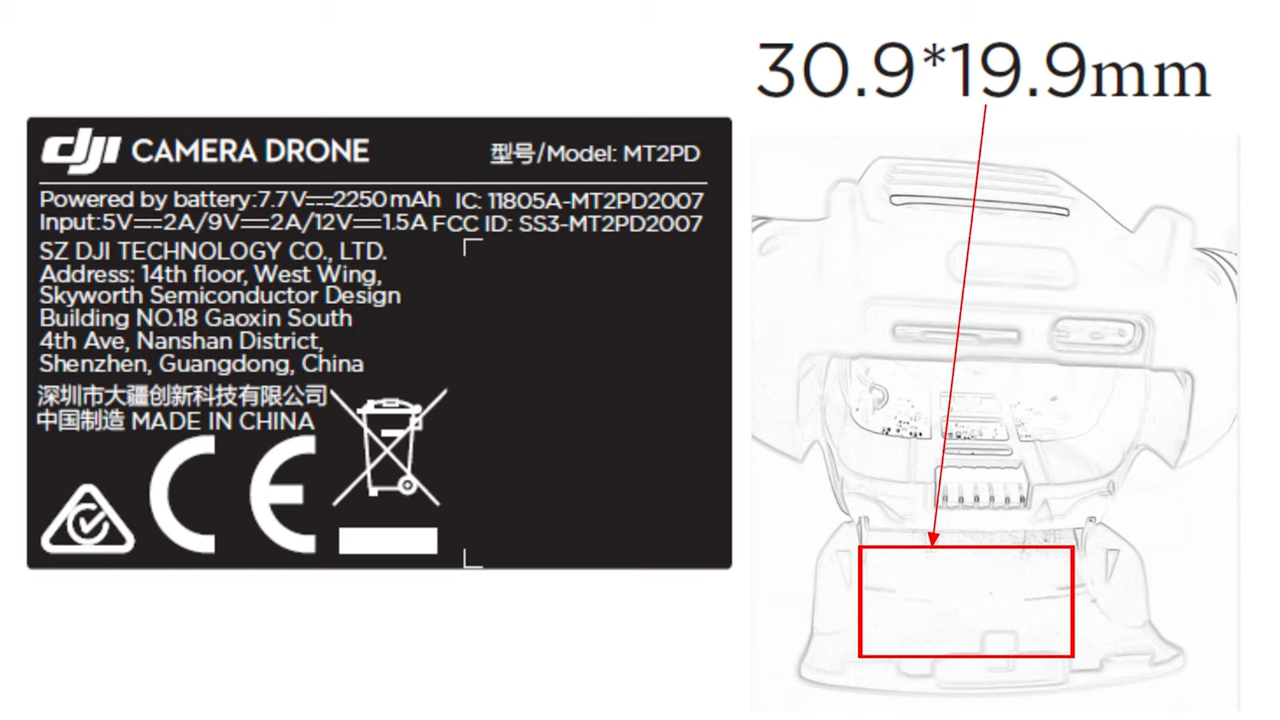 30.9*19.9mm
dji CAMERA DRONE 型号/Model: MT2PD
Powered by battery:7.7V⎓2250mAh IC: 11805A-MT2PD2007
Input:5V⎓2A/9V⎓2A/12V⎓1.5A FCC ID: SS3-MT2PD2007
SZ DJI TECHNOLOGY CO., LTD.
Address: 14th floor, West Wing,
Skyworth Semiconductor Design
Building NO.18 Gaoxin South
4th Ave, Nanshan District,
Shenzhen, Guangdong, China
深圳市大疆创新科技有限公司
中国制造 MADE IN CHINA
CE